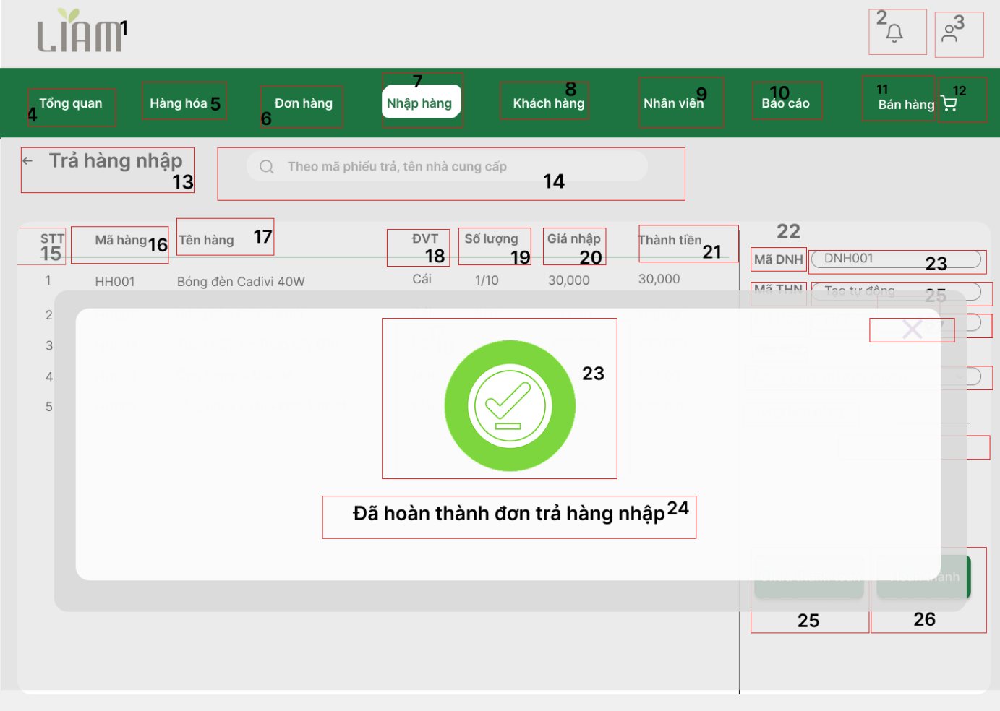 LIAM 1
2
3
4 Tổng quan
Hàng hóa 5
6 Đơn hàng
7
Nhập hàng
8
Khách hàng
9
Nhân viên
10
Báo cáo
11
Bán hàng
12
Trả hàng nhập
13
Theo mã phiếu trả, tên nhà cung cấp
14
STT
15
Mã hàng 16
Tên hàng 17
ĐVT
18
Số lượng
19
Giá nhập
20
Thành tiền
21
22
1 HH001 Bóng đèn Cadivi 40W Cái 1/10 30,000 30,000
2
3
4
5
Mã DNH DNH001 23
Mã THN Tạo tự động 25
23
Đã hoàn thành đơn trả hàng nhập 24
25
26